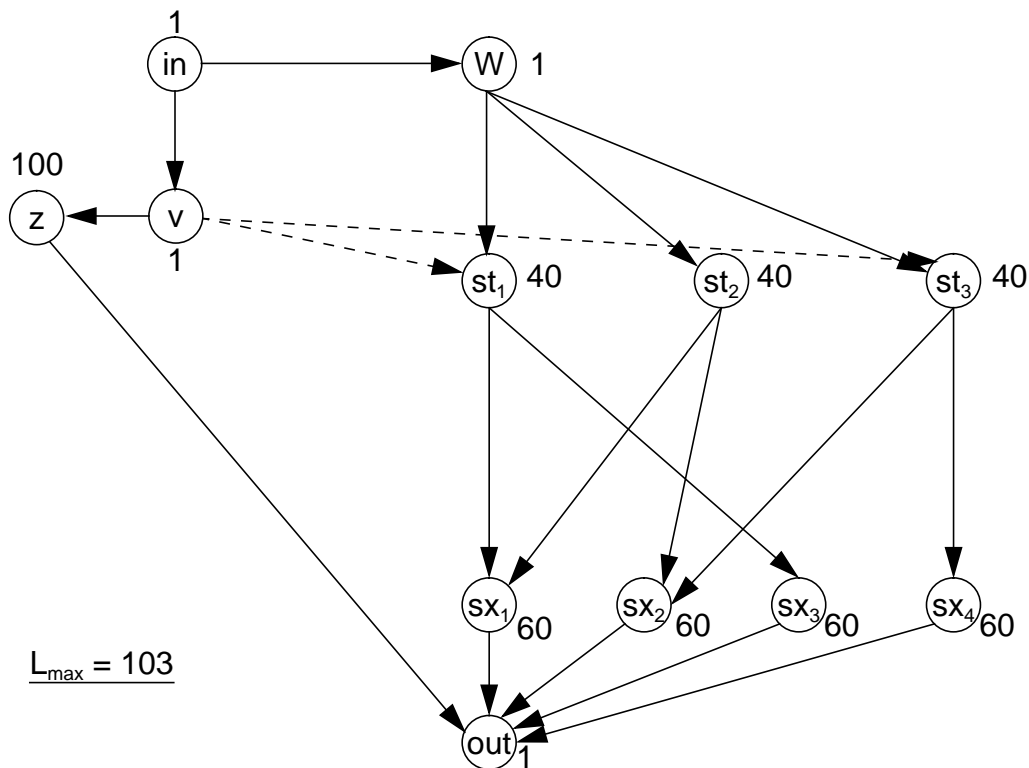 1
in
W 1
100
z
v
1
st₁ 40
st₂ 40
st₃ 40
sx₁ 60
sx₂ 60
sx₃ 60
sx₄ 60
Lmax = 103
out 1